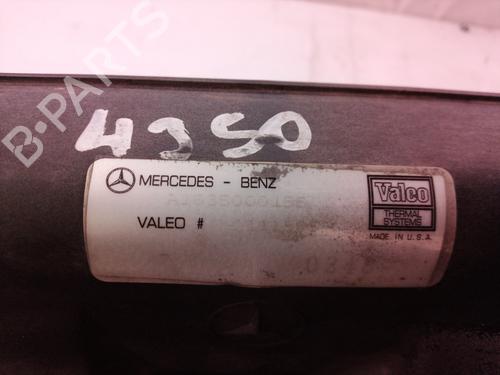 B-PARTS
4350
MERCEDES - BENZ
Valeo
VALEO #
THERMAL
SYSTEMS
MADE IN U.S.A.